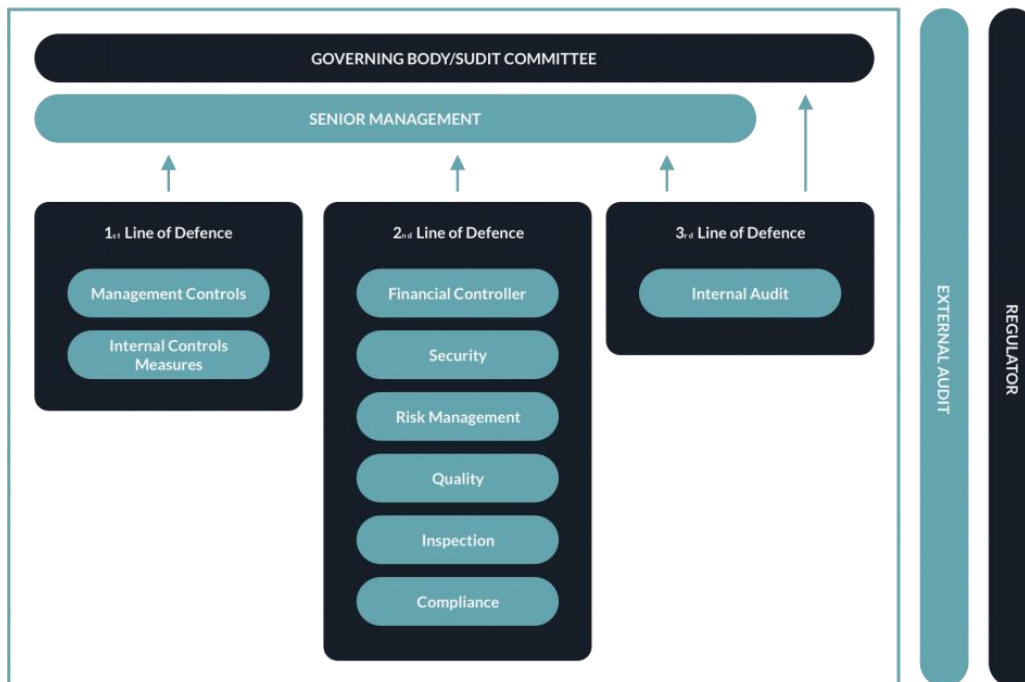 GOVERNING BODY/SUDIT COMMITTEE
SENIOR MANAGEMENT
1st Line of Defence
Management Controls
Internal Controls
Measures
2nd Line of Defence
Financial Controller
Security
Risk Management
Quality
Inspection
Compliance
3rd Line of Defence
Internal Audit
EXTERNAL AUDIT
REGULATOR